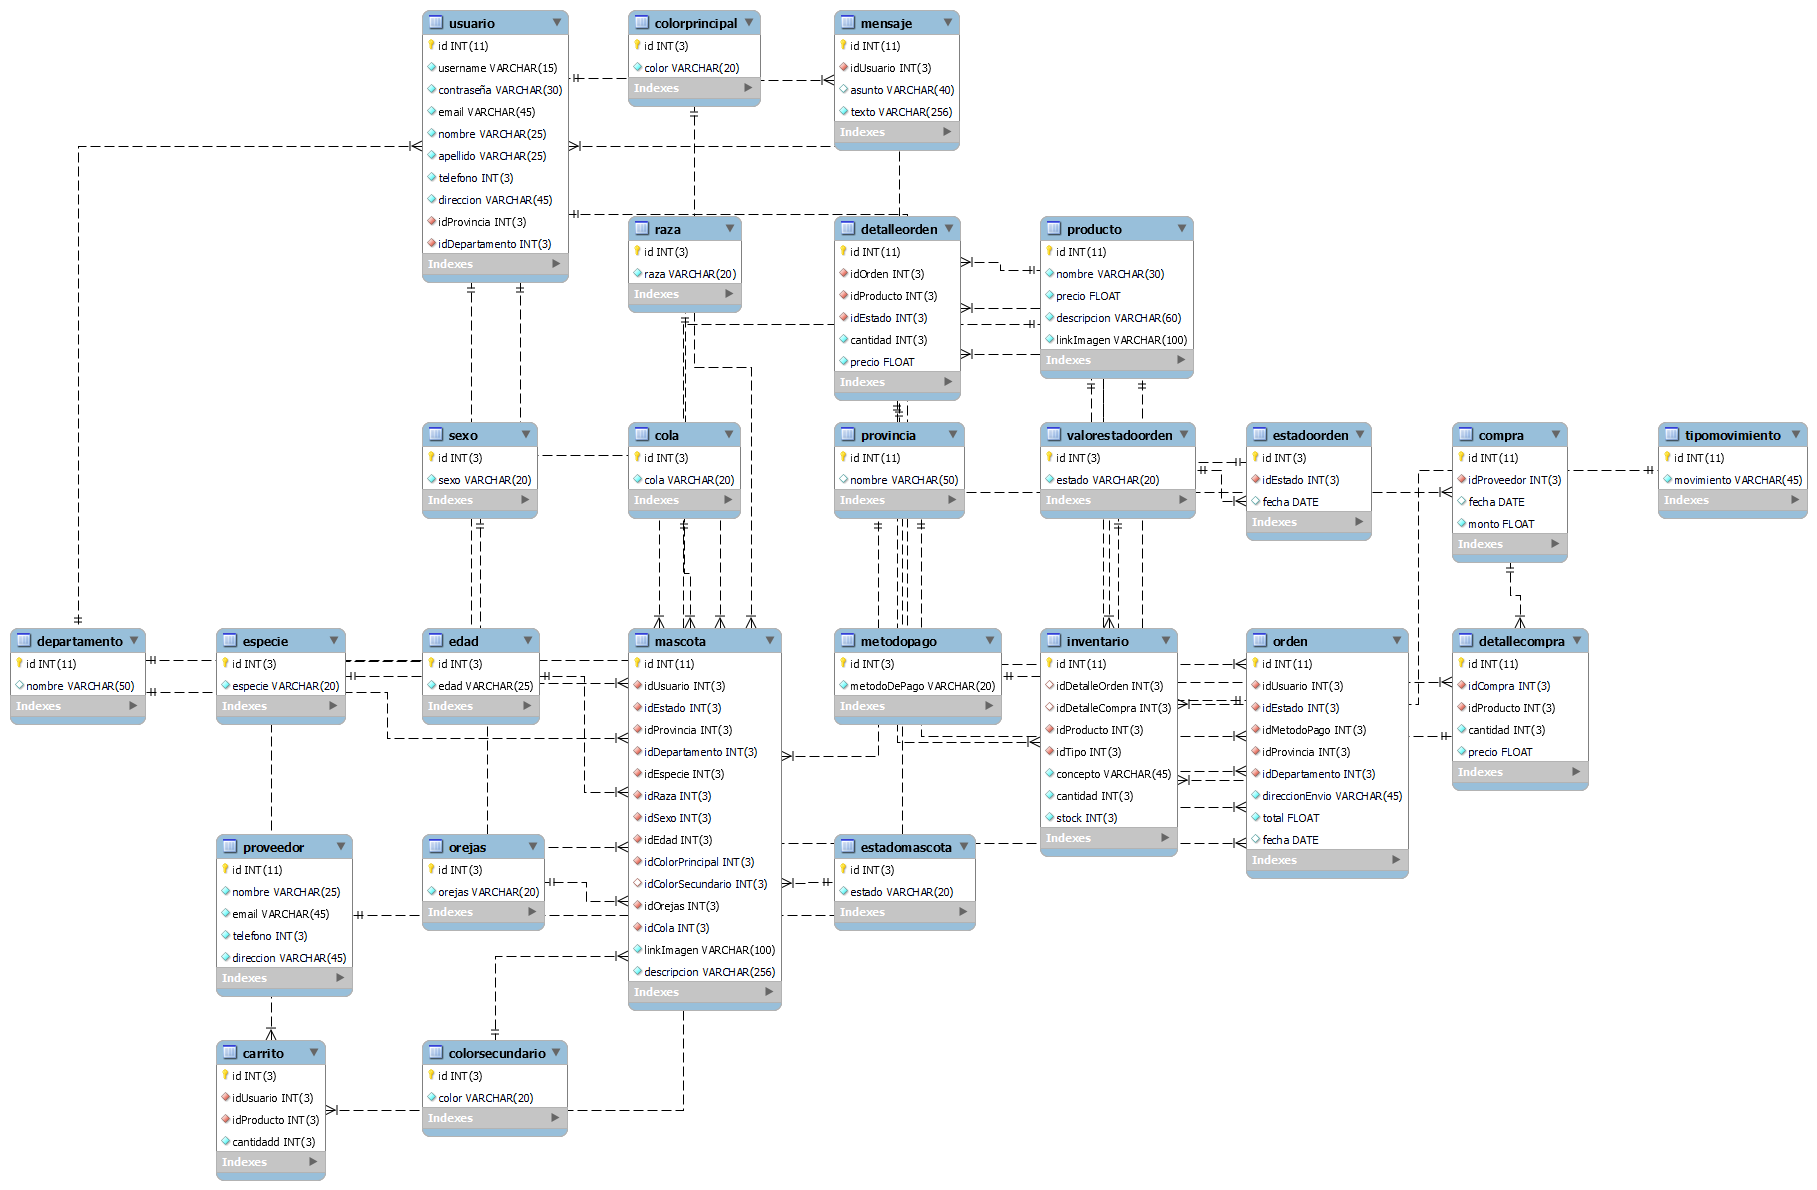 usuario
id INT(11)
username VARCHAR(15)
contraseña VARCHAR(30)
email VARCHAR(45)
nombre VARCHAR(25)
apellido VARCHAR(25)
telefono INT(3)
direccion VARCHAR(45)
idProvincia INT(3)
idDepartamento INT(3)
Indexes
colorprincipal
id INT(3)
color VARCHAR(20)
Indexes
mensaje
id INT(11)
idUsuario INT(3)
asunto VARCHAR(40)
texto VARCHAR(256)
Indexes
raza
id INT(3)
raza VARCHAR(20)
Indexes
detalleorden
id INT(11)
idOrden INT(3)
idProducto INT(3)
idEstado INT(3)
cantidad INT(3)
precio FLOAT
Indexes
producto
id INT(11)
nombre VARCHAR(30)
precio FLOAT
descripcion VARCHAR(60)
linkImagen VARCHAR(100)
Indexes
sexo
id INT(3)
sexo VARCHAR(20)
Indexes
cola
id INT(3)
cola VARCHAR(20)
Indexes
provincia
id INT(11)
nombre VARCHAR(50)
Indexes
valorestadoorden
id INT(3)
estado VARCHAR(20)
Indexes
estadoorden
id INT(3)
idEstado INT(3)
fecha DATE
Indexes
compra
id INT(11)
idProveedor INT(3)
fecha DATE
monto FLOAT
Indexes
tipomovimiento
id INT(11)
movimiento VARCHAR(45)
Indexes
departamento
id INT(11)
nombre VARCHAR(50)
Indexes
especie
id INT(3)
especie VARCHAR(20)
Indexes
edad
id INT(3)
edad VARCHAR(25)
Indexes
mascota
id INT(11)
idUsuario INT(3)
idEstado INT(3)
idProvincia INT(3)
idDepartamento INT(3)
idEspecie INT(3)
idRaza INT(3)
idSexo INT(3)
idEdad INT(3)
idColorPrincipal INT(3)
idColorSecundario INT(3)
idOrejas INT(3)
idCola INT(3)
linkImagen VARCHAR(100)
descripcion VARCHAR(256)
Indexes
metodopago
id INT(3)
metodoDePago VARCHAR(20)
Indexes
inventario
id INT(11)
idDetalleOrden INT(3)
idDetalleCompra INT(3)
idProducto INT(3)
idTipo INT(3)
concepto VARCHAR(45)
cantidad INT(3)
stock INT(3)
Indexes
orden
id INT(11)
idUsuario INT(3)
idEstado INT(3)
idMetodoPago INT(3)
idProvincia INT(3)
idDepartamento INT(3)
direccionEnvio VARCHAR(45)
total FLOAT
fecha DATE
Indexes
detallecompra
id INT(11)
idCompra INT(3)
idProducto INT(3)
cantidad INT(3)
precio FLOAT
Indexes
proveedor
id INT(11)
nombre VARCHAR(25)
email VARCHAR(45)
telefono INT(3)
direccion VARCHAR(45)
Indexes
orejas
id INT(3)
orejas VARCHAR(20)
Indexes
estadomascota
id INT(3)
estado VARCHAR(20)
Indexes
carrito
id INT(3)
idUsuario INT(3)
idProducto INT(3)
cantidadd INT(3)
Indexes
colorsecundario
id INT(3)
color VARCHAR(20)
Indexes